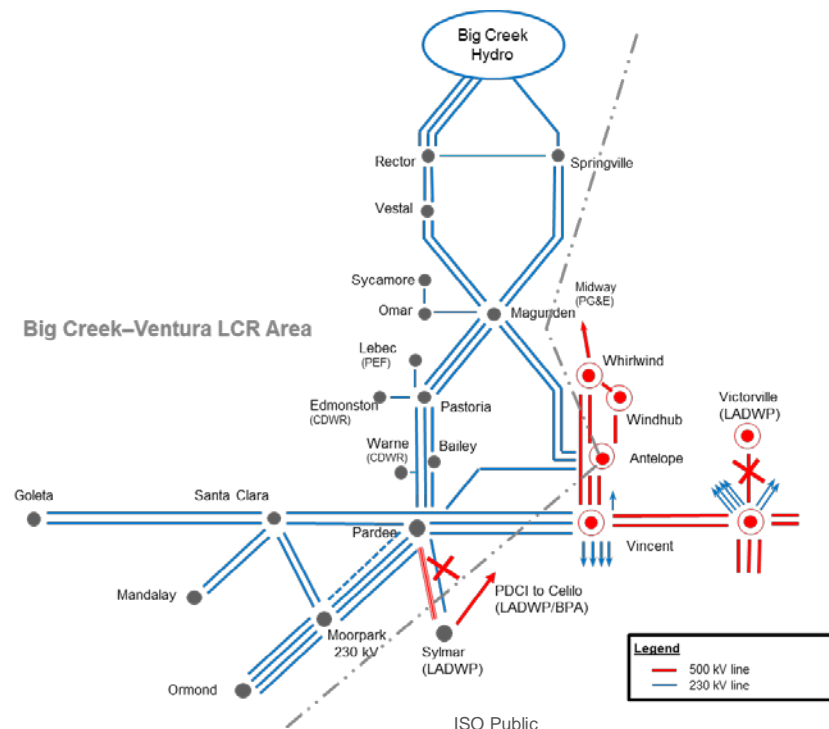 Big Creek
Hydro
Rector
Springville
Vestal
Sycamore
Omar
Magunden
Midway
(PG&E)
Big Creek–Ventura LCR Area
Lebec
(PEF)
Whirlwind
Victorville
(LADWP)
Edmonston
(CDWR)
Pastoria
Windhub
Warne
(CDWR)
Bailey
Antelope
Goleta
Santa Clara
Pardee
Vincent
Mandalay
PDCI to Celilo
(LADWP/BPA)
Moorpark
230 kV
Sylmar
(LADWP)
Ormond
Legend
500 kV line
230 kV line
ISO Public